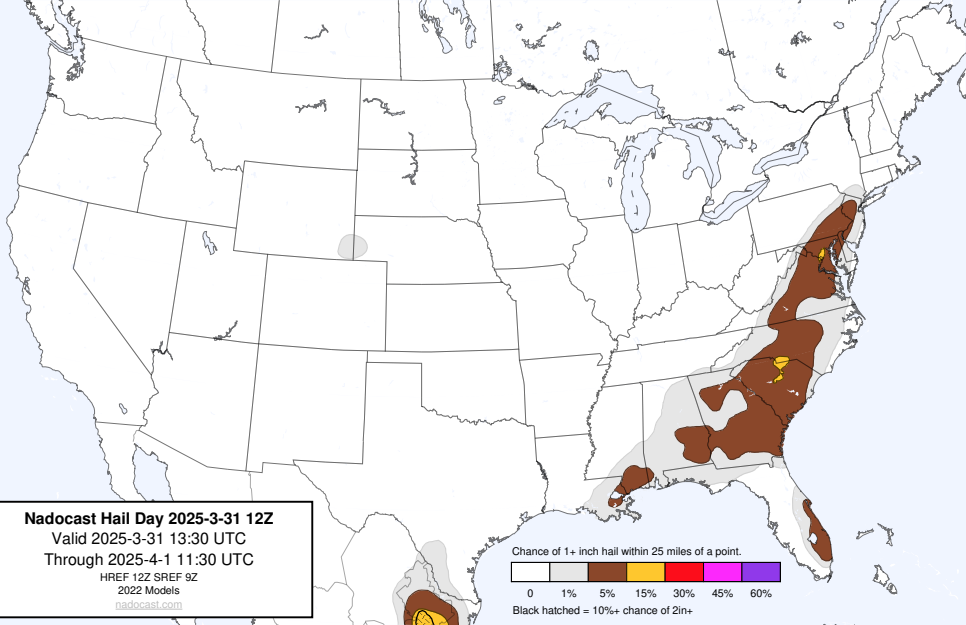 Nadocast Hail Day 2025-3-31 12Z
Valid 2025-3-31 13:30 UTC
Through 2025-4-1 11:30 UTC
HREF 12Z SREF 9Z
2022 Models
nadocast.com
Chance of 1+ inch hail within 25 miles of a point.
0 1% 5% 15% 30% 45% 60%
Black hatched = 10%+ chance of 2in+